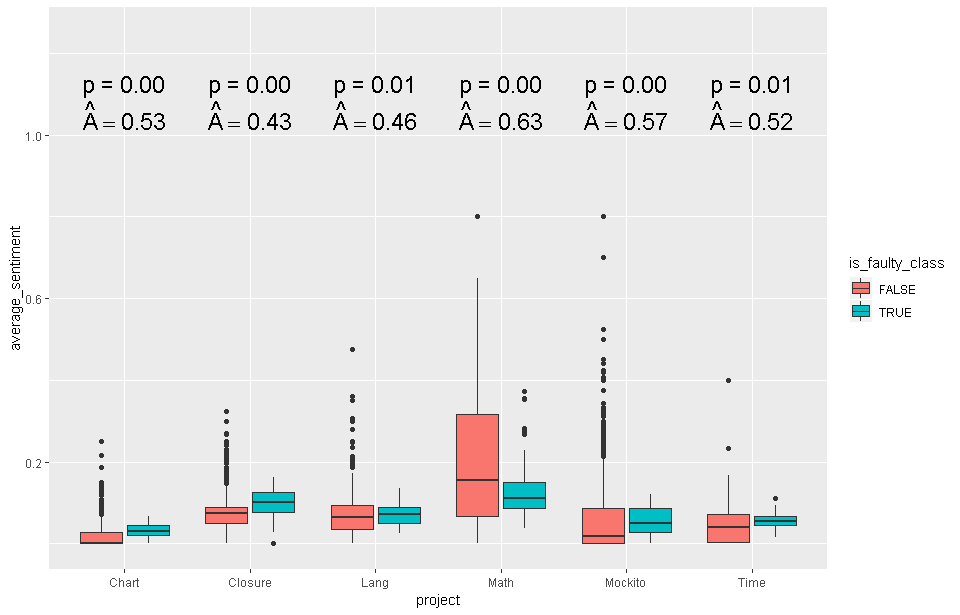 p = 0.00 p = 0.00 p = 0.01 p = 0.00 p = 0.00 p = 0.01
Â = 0.53 Â = 0.43 Â = 0.46 Â = 0.63 Â = 0.57 Â = 0.52
1.0
0.6
0.2
average_sentiment
Chart Closure Lang Math Mockito Time
project
is_faulty_class
FALSE
TRUE